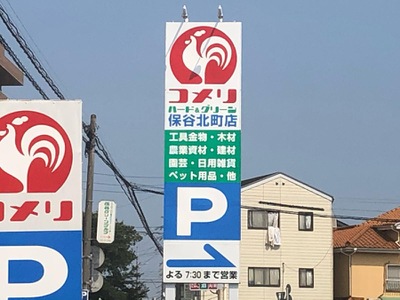 コメリ
ハード&グリーン
保谷北町店
工具金物・木材
農業資材・建材
園芸・日用雑貨
ペット用品・他
P
よる 7:30 まで営業
コメリ
P